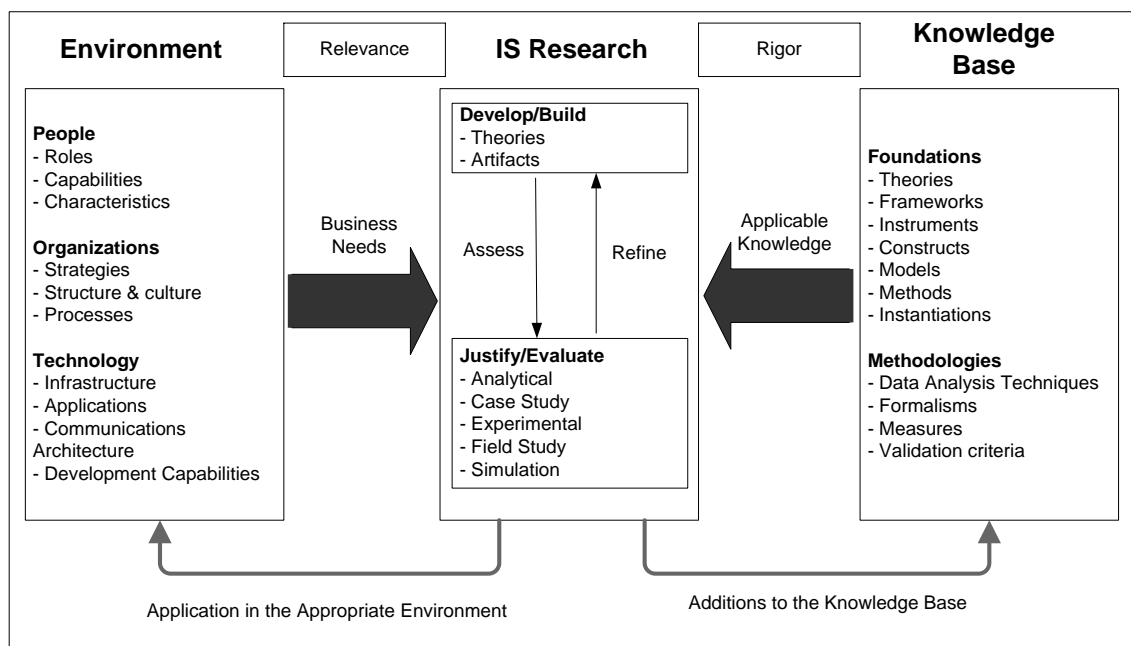 Environment
Relevance
IS Research
Rigor
Knowledge
Base
People
- Roles
- Capabilities
- Characteristics
Organizations
- Strategies
- Structure & culture
- Processes
Technology
- Infrastructure
- Applications
- Communications
Architecture
- Development Capabilities
Business
Needs
Develop/Build
- Theories
- Artifacts
Assess
Refine
Justify/Evaluate
- Analytical
- Case Study
- Experimental
- Field Study
- Simulation
Applicable
Knowledge
Foundations
- Theories
- Frameworks
- Instruments
- Constructs
- Models
- Methods
- Instantiations
Methodologies
- Data Analysis Techniques
- Formalisms
- Measures
- Validation criteria
Application in the Appropriate Environment
Additions to the Knowledge Base